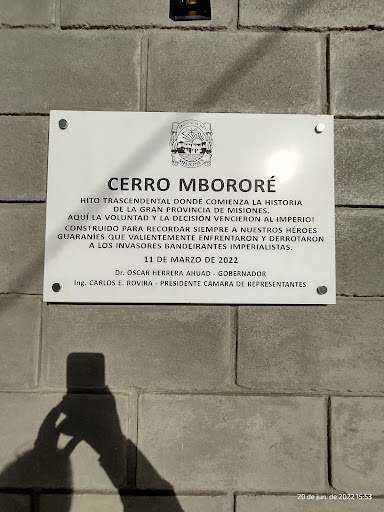 CERRO MBORORÉ
HITO TRASCENDENTAL DONDE COMIENZA LA HISTORIA
DE LA GRAN PROVINCIA DE MISIONES.
AQUÍ LA VOLUNTAD Y LA DECISIÓN VENCIERON AL IMPERIO!
CONSTRUIDO PARA RECORDAR SIEMPRE A NUESTROS HÉROES
GUARANÍES QUE VALIENTEMENTE ENFRENTARON Y DERROTARON
A LOS INVASORES BANDEIRANTES IMPERIALISTAS.
11 DE MARZO DE 2022
Dr. OSCAR HERRERA AHUAD - GOBERNADOR
Ing. CARLOS E. ROVIRA - PRESIDENTE CÁMARA DE REPRESENTANTES
20 de jun. de 2022 15:53